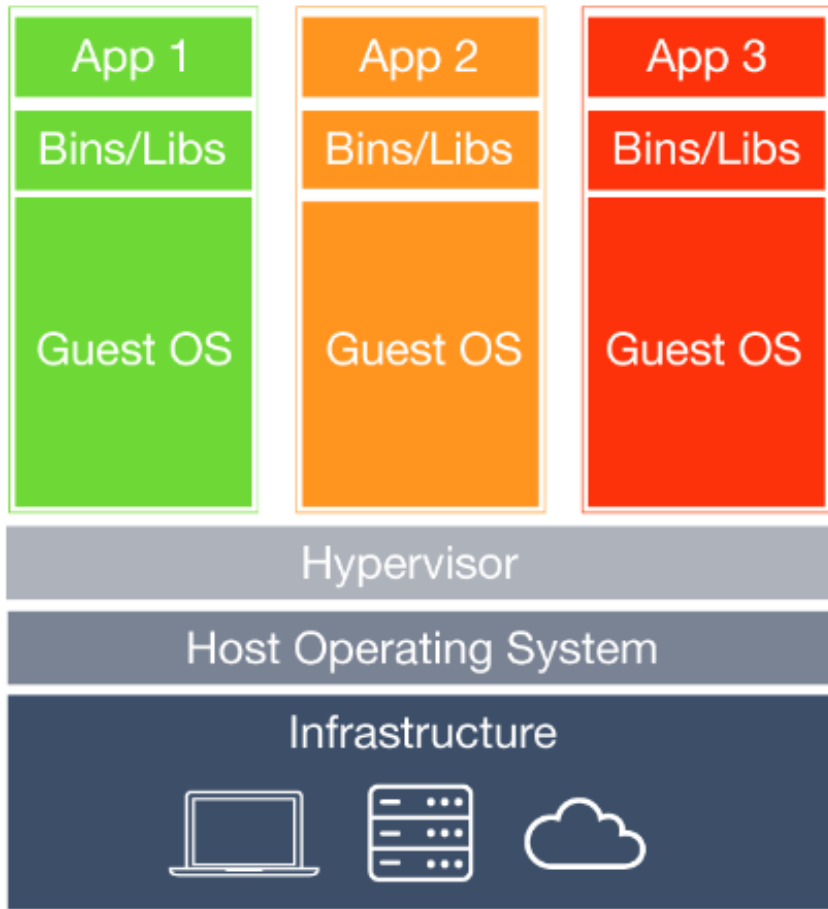 App 1
App 2
App 3
Bins/Libs
Bins/Libs
Bins/Libs
Guest OS
Guest OS
Guest OS
Hypervisor
Host Operating System
Infrastructure